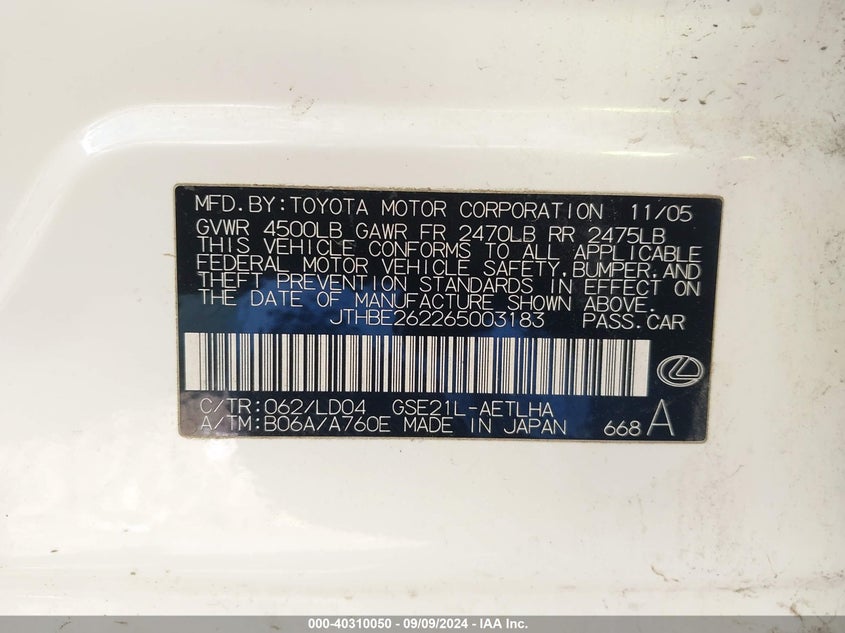 MFD.BY:TOYOTA MOTOR CORPORATION 11/05
GVWR 4500LB GAWR FR 2470LB RR 2475LB
THIS VEHICLE CONFORMS TO ALL APPLICABLE
FEDERAL MOTOR VEHICLE SAFETY,BUMPER,AND
THEFT PREVENTION STANDARDS IN EFFECT ON
THE DATE OF MANUFACTURE SHOWN ABOVE.
JTHBE262265003183 PASS.CAR
C/TR:062/LD04 GSE21L-AETLHA
A/TM:B06A/A760E MADE IN JAPAN 668 A
000-40310050 - 09/09/2024 - IAA Inc.